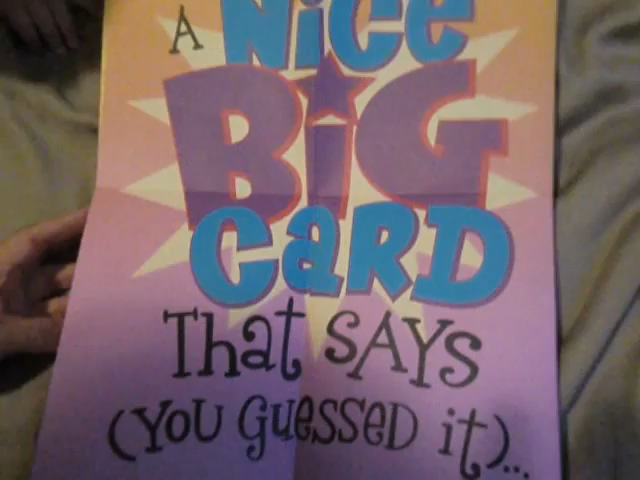 A NiCe
BiG
CaRD
That SAYS
(YoU GuesseD it)...